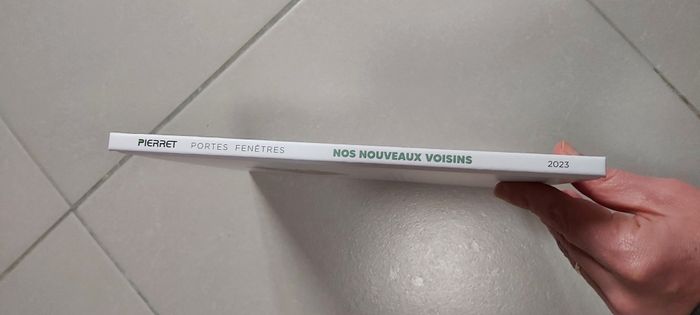 PIERRET PORTES FENÊTRES NOS NOUVEAUX VOISINS 2023